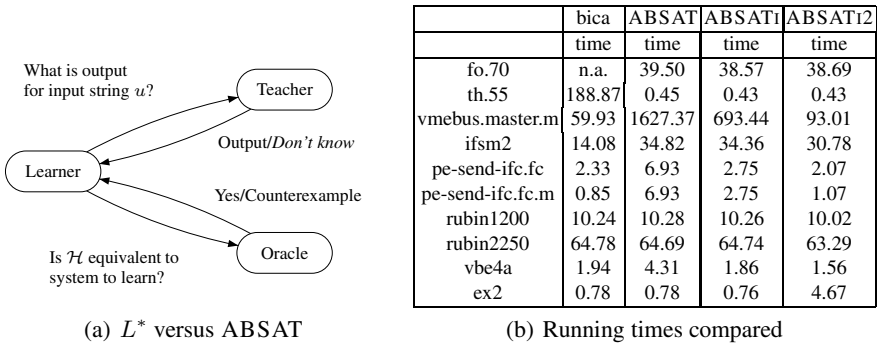 What is output
for input string u?
Teacher
Output/Don't know
Learner
Yes/Counterexample
Is H equivalent to
system to learn?
Oracle
(a) L* versus ABSAT
bica ABSAT ABSATI ABSATI2
time time time time
fo.70 n.a. 39.50 38.57 38.69
th.55 188.87 0.45 0.43 0.43
vmebus.master.m 59.93 1627.37 693.44 93.01
ifsm2 14.08 34.82 34.36 30.78
pe-send-ifc.fc 2.33 6.93 2.75 2.07
pe-send-ifc.fc.m 0.85 6.93 2.75 1.07
rubin1200 10.24 10.28 10.26 10.02
rubin2250 64.78 64.69 64.74 63.29
vbe4a 1.94 4.31 1.86 1.56
ex2 0.78 0.78 0.76 4.67
(b) Running times compared